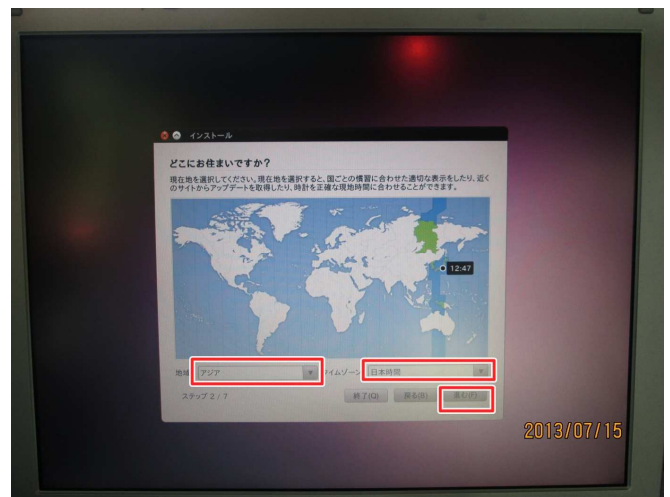 インストール
どこにお住まいですか？
現在地を選択してください。現在地を選択すると、国ごとの慣習に合わせた適切な表示をしたり、近く
のサイトからアップデートを取得したり、時計を正確な現地時間に合わせることができます。
12:47
地域: アジア タイムゾーン: 日本時間
ステップ 2 / 7 終了(Q) 戻る(B) 進む(F)
2013/07/15